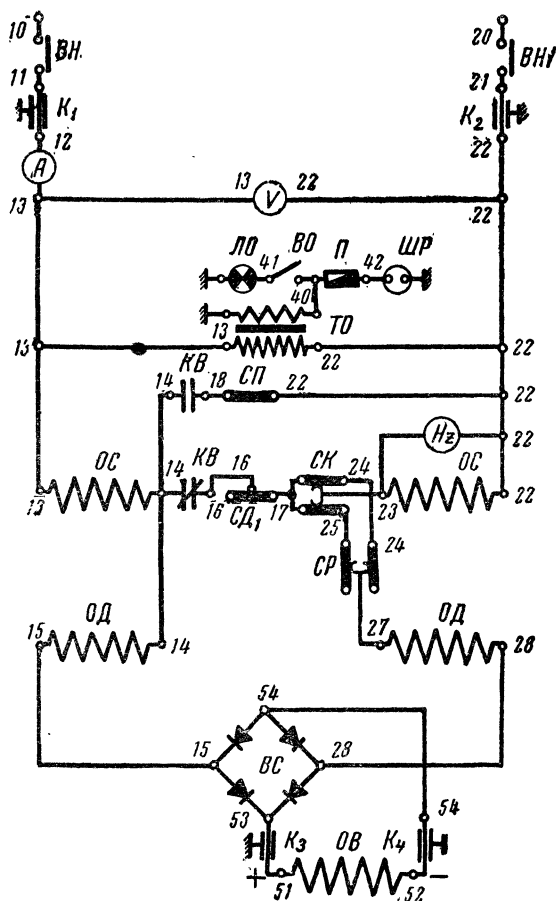 10 20
ВН ВН1
11 21
К1 К2
12 22
А
13 13 V 22 22
ЛО 41 ВО П 42 ШР
40
13 13 ТО 22 22
КВ
14 18 СП 22 22
Hz 22
ОС 14 КВ 16 СК 24 ОС
13 16 СД1 17 25 23 22
СР 24
15 ОД 14 27 ОД 28
54
15 ВС 28
53 54
К3 ОВ К4
+ 51 52 −